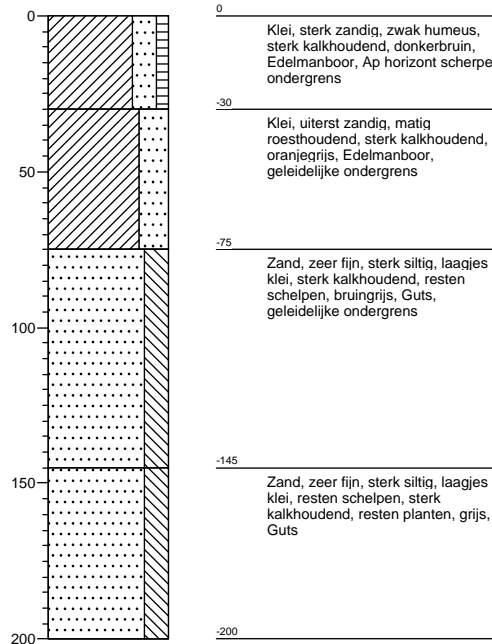 0
0
Klei, sterk zandig, zwak humeus,
sterk kalkhoudend, donkerbruin,
Edelmanboor, Ap horizont scherpe
ondergrens
-30
Klei, uiterst zandig, matig
roesthoudend, sterk kalkhoudend,
oranjegrijs, Edelmanboor,
geleidelijke ondergrens
50
-75
Zand, zeer fijn, sterk siltig, laagjes
klei, sterk kalkhoudend, resten
schelpen, bruingrijs, Guts,
geleidelijke ondergrens
100
-145
150
Zand, zeer fijn, sterk siltig, laagjes
klei, resten schelpen, sterk
kalkhoudend, resten planten, grijs,
Guts
200
-200